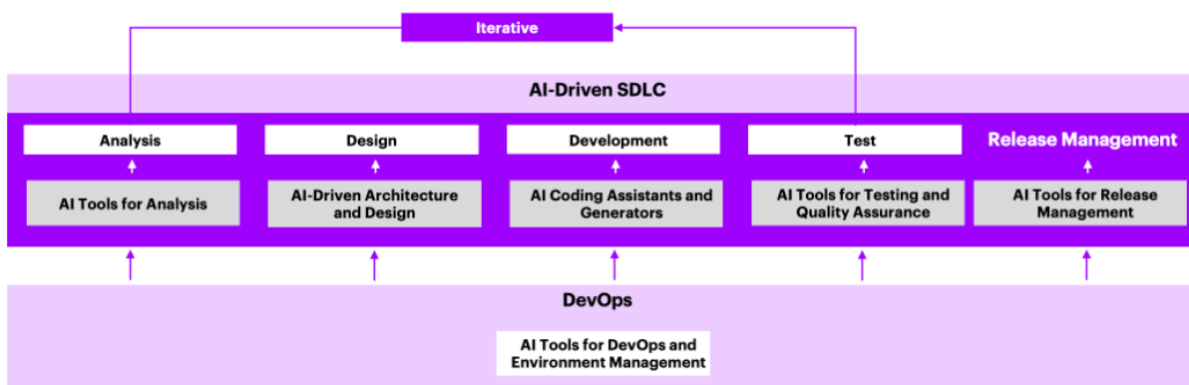 Iterative
AI-Driven SDLC
Analysis
Design
Development
Test
Release Management
AI Tools for Analysis
AI-Driven Architecture
and Design
AI Coding Assistants and
Generators
AI Tools for Testing and
Quality Assurance
AI Tools for Release
Management
DevOps
AI Tools for DevOps and
Environment Management